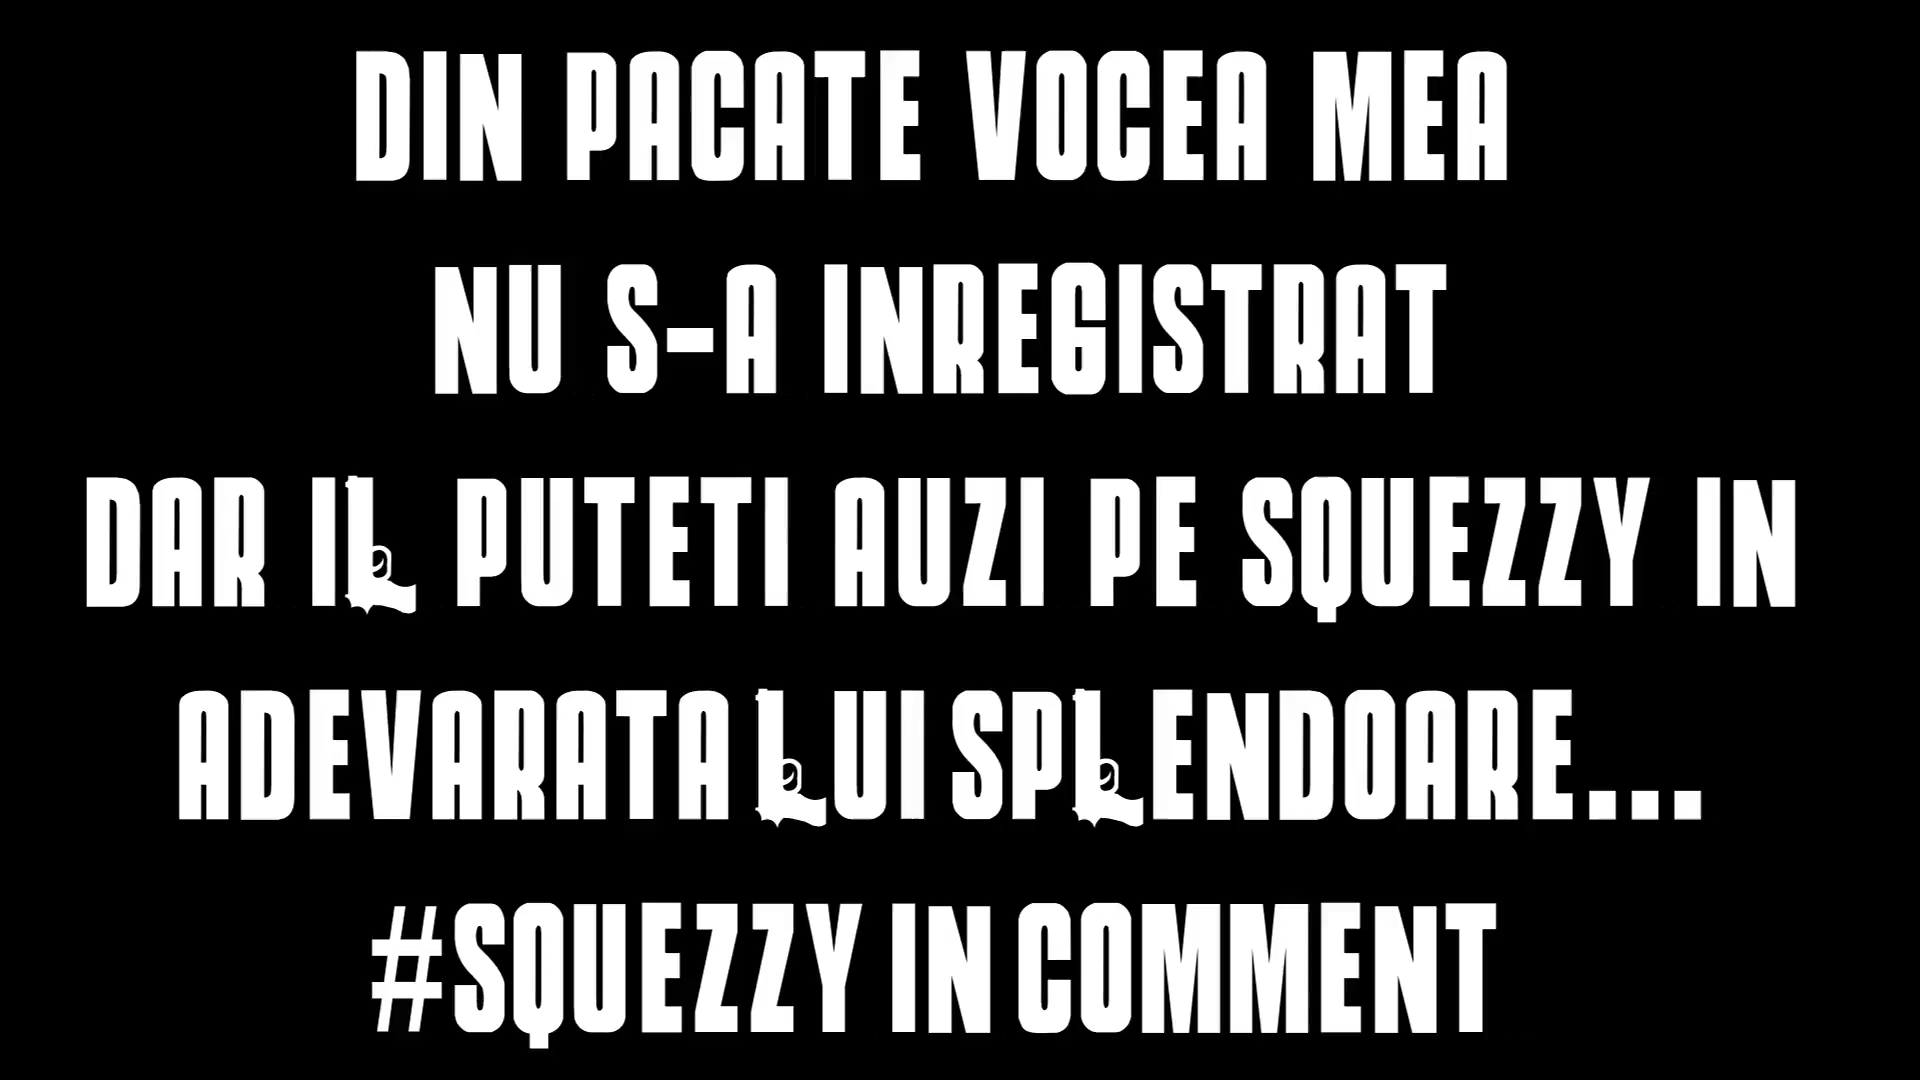 DIN PACATE VOCEA MEA
NU S-A INREGISTRAT
DAR IL PUTETI AUZI PE SQUEZZY IN
ADEVARATA LUI SPLENDOARE...
#SQUEZZY IN COMMENT